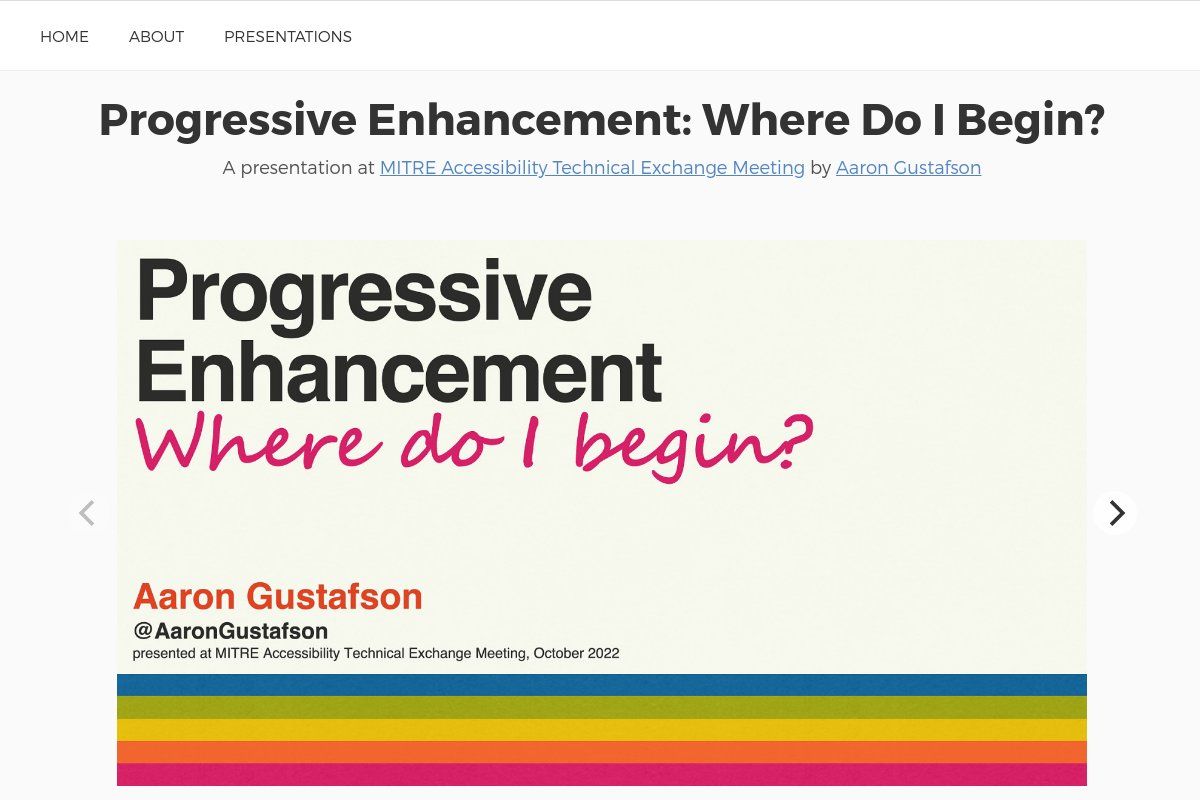 HOME ABOUT PRESENTATIONS
Progressive Enhancement: Where Do I Begin?
A presentation at MITRE Accessibility Technical Exchange Meeting by Aaron Gustafson
Progressive
Enhancement
Where do I begin?
Aaron Gustafson
@AaronGustafson
presented at MITRE Accessibility Technical Exchange Meeting, October 2022